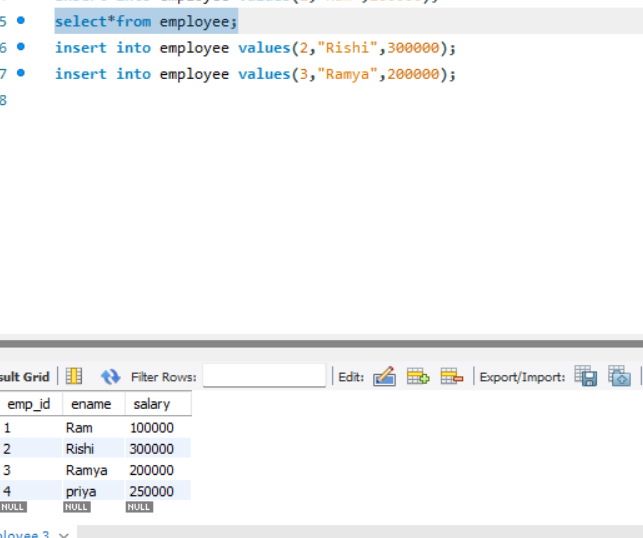 5 select*from employee;
6 insert into employee values(2,"Rishi",300000);
7 insert into employee values(3,"Ramya",200000);
8
sult Grid Filter Rows: Edit: Export/Import:
emp_id ename salary
1 Ram 100000
2 Rishi 300000
3 Ramya 200000
4 priya 250000
NULL NULL NULL
ployee 3